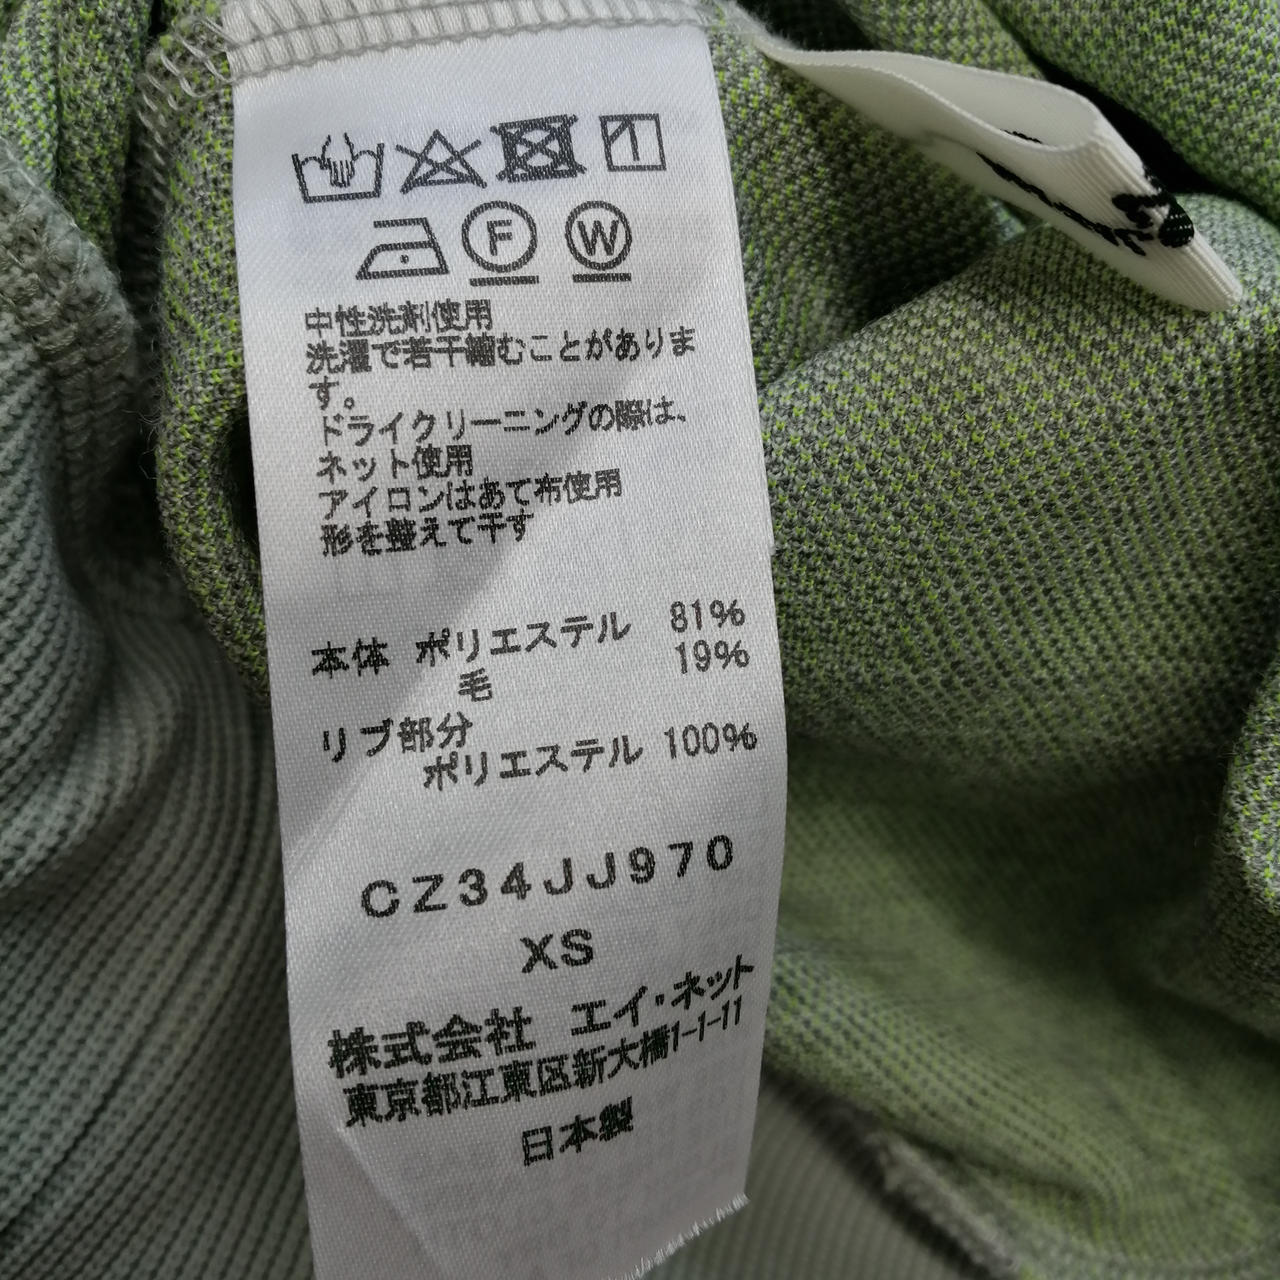 F W
中性洗剤使用
洗濯で若干縮むことがありま
す。
ドライクリーニングの際は、
ネット使用
アイロンはあて布使用
形を整えて干す
本体 ポリエステル 81%
毛 19%
リブ部分
ポリエステル 100%
CZ34JJ970
XS
株式会社 エイ・ネット
東京都江東区新大橋1-1-11
日本製